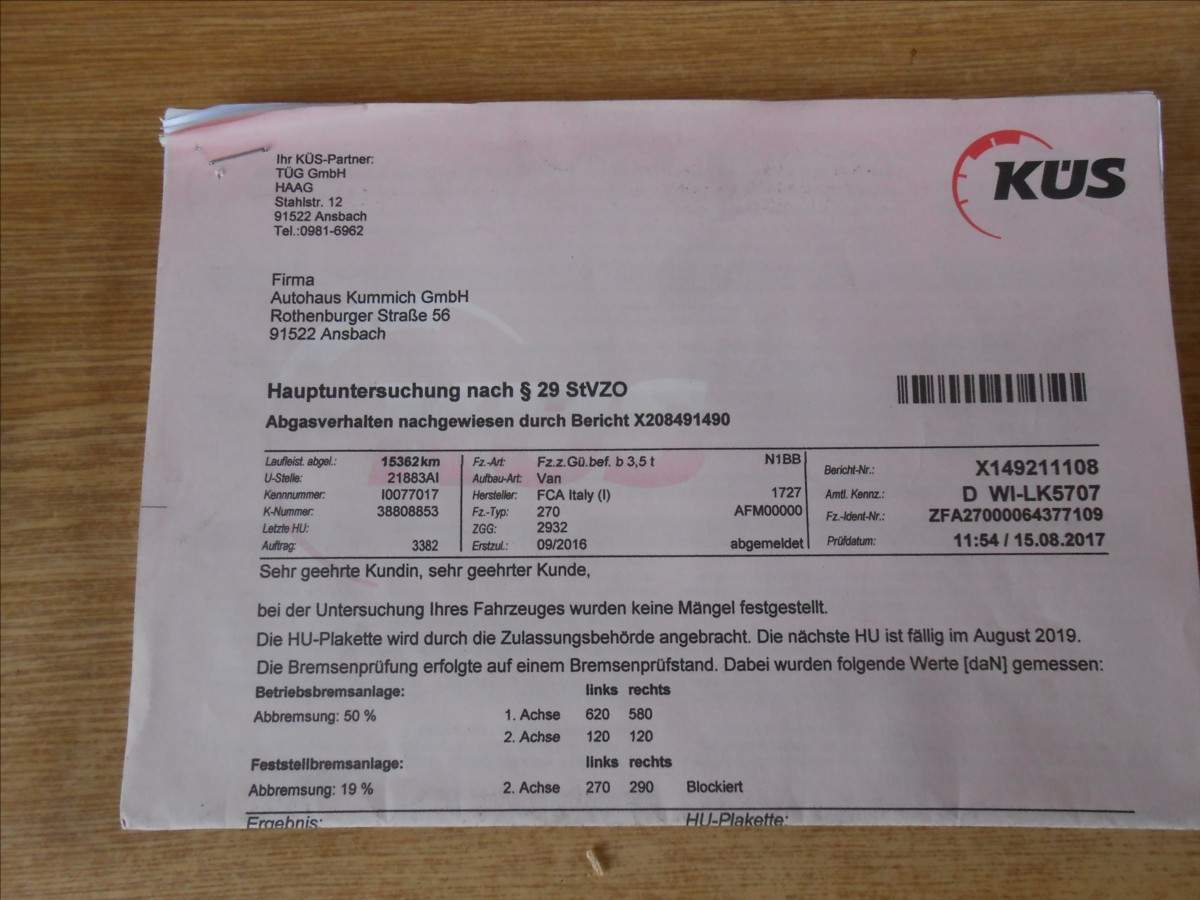 Ihr KÜS-Partner:
TÜG GmbH
HAAG
Stahlstr. 12
91522 Ansbach
Tel.:0981-6962
KÜS
Firma
Autohaus Kummich GmbH
Rothenburger Straße 56
91522 Ansbach
Hauptuntersuchung nach § 29 StVZO
Abgasverhalten nachgewiesen durch Bericht X208491490
Laufleist. abgel.: 15362km Fz.-Art: Fz.z.Gü.bef. b 3,5 t N1BB Bericht-Nr.: X149211108
U-Stelle: 21883AI Aufbau-Art: Van
Kennnummer: I0077017 Hersteller: FCA Italy (I) 1727 Amtl. Kennz.: D WI-LK5707
K-Nummer: 38808853 Fz.-Typ: 270 AFM00000 Fz.-Ident-Nr.: ZFA27000064377109
Letzte HU: ZGG: 2932
Auftrag: 3382 Erstzul.: 09/2016 abgemeldet Prüfdatum: 11:54 / 15.08.2017
Sehr geehrte Kundin, sehr geehrter Kunde,
bei der Untersuchung Ihres Fahrzeuges wurden keine Mängel festgestellt.
Die HU-Plakette wird durch die Zulassungsbehörde angebracht. Die nächste HU ist fällig im August 2019.
Die Bremsenprüfung erfolgte auf einem Bremsenprüfstand. Dabei wurden folgende Werte [daN] gemessen:
Betriebsbremsanlage: links rechts
Abbremsung: 50 % 1. Achse 620 580
2. Achse 120 120
Feststellbremsanlage: links rechts
Abbremsung: 19 % 2. Achse 270 290 Blockiert
Ergebnis: HU-Plakette: